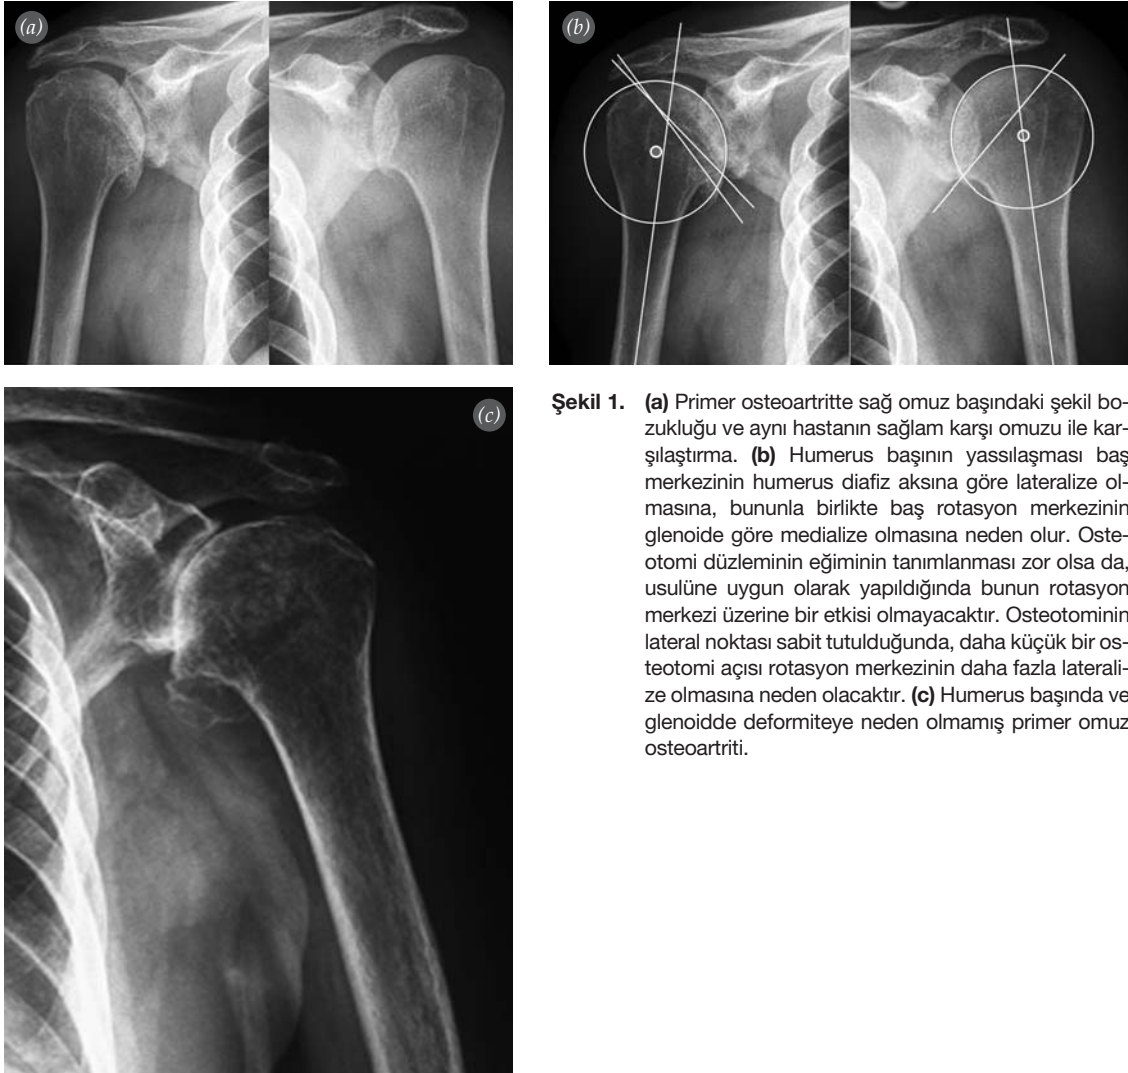 (a)
(b)
(c)
Şekil 1. (a) Primer osteoartritte sağ omuz başındaki şekil bo-
zukluğu ve aynı hastanın sağlam karşı omuzu ile kar-
şılaştırma. (b) Humerus başının yassılaşması baş
merkezinin humerus diafiz aksına göre lateralize ol-
masına, bununla birlikte baş rotasyon merkezinin
glenoide göre medialize olmasına neden olur. Oste-
otomi düzleminin eğiminin tanımlanması zor olsa da,
usulüne uygun olarak yapıldığında bunun rotasyon
merkezi üzerine bir etkisi olmayacaktır. Osteotominin
lateral noktası sabit tutulduğunda, daha küçük bir os-
teotomi açısı rotasyon merkezinin daha fazla laterali-
ze olmasına neden olacaktır. (c) Humerus başında ve
glenoidde deformiteye neden olmamış primer omuz
osteoartriti.